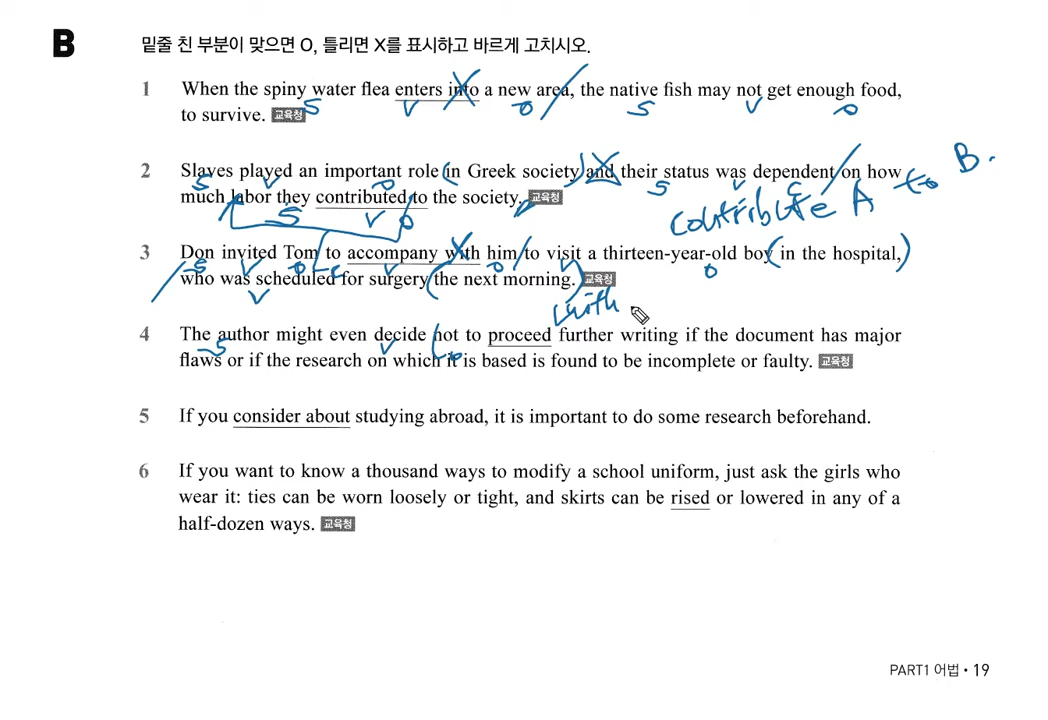 B
밑줄 친 부분이 맞으면 O, 틀리면 X를 표시하고 바르게 고치시오.
1 When the spiny water flea enters into a new area, the native fish may not get enough food,
S V O S V O
to survive. 교육청
2 Slaves played an important role in Greek society and their status was dependent on how
S V O S V C
much labor they contributed to the society. 교육청
S V O
contribute A to B.
3 Don invited Tom to accompany with him to visit a thirteen-year-old boy in the hospital,
S V O C V O V O
who was scheduled for surgery the next morning. 교육청
V
with
4 The author might even decide not to proceed further writing if the document has major
S V O
flaws or if the research on which it is based is found to be incomplete or faulty. 교육청
5 If you consider about studying abroad, it is important to do some research beforehand.
6 If you want to know a thousand ways to modify a school uniform, just ask the girls who
wear it: ties can be worn loosely or tight, and skirts can be rised or lowered in any of a
half-dozen ways. 교육청
PART1 어법 • 19